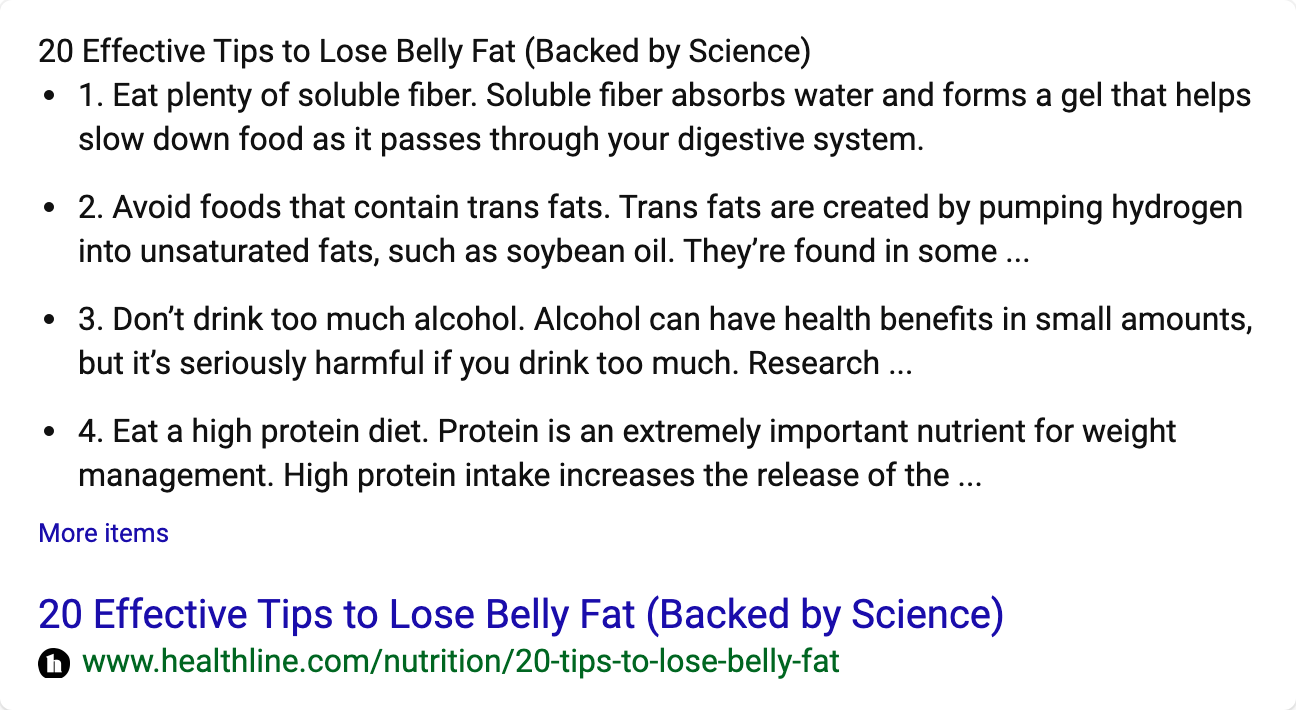 20 Effective Tips to Lose Belly Fat (Backed by Science)
• 1. Eat plenty of soluble fiber. Soluble fiber absorbs water and forms a gel that helps
slow down food as it passes through your digestive system.
• 2. Avoid foods that contain trans fats. Trans fats are created by pumping hydrogen
into unsaturated fats, such as soybean oil. They’re found in some ...
• 3. Don’t drink too much alcohol. Alcohol can have health benefits in small amounts,
but it’s seriously harmful if you drink too much. Research ...
• 4. Eat a high protein diet. Protein is an extremely important nutrient for weight
management. High protein intake increases the release of the ...
More items
20 Effective Tips to Lose Belly Fat (Backed by Science)
h www.healthline.com/nutrition/20-tips-to-lose-belly-fat